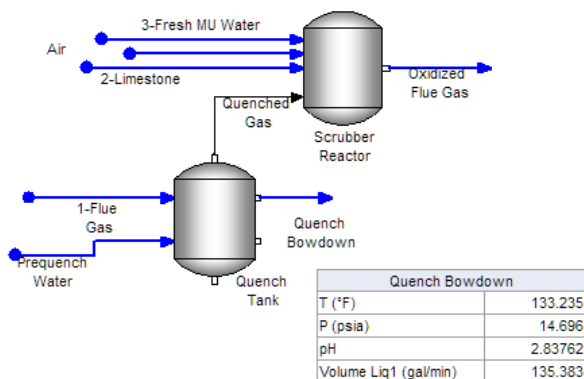 3-Fresh MU Water
Air
2-Limestone
Oxidized
Flue Gas
Quenched
Gas
Scrubber
Reactor
1-Flue
Gas
Quench
Bowdown
Prequench
Water
Quench
Tank
Quench Bowdown
T (°F) 133.235
P (psia) 14.696
pH 2.83762
Volume Liq1 (gal/min) 135.383